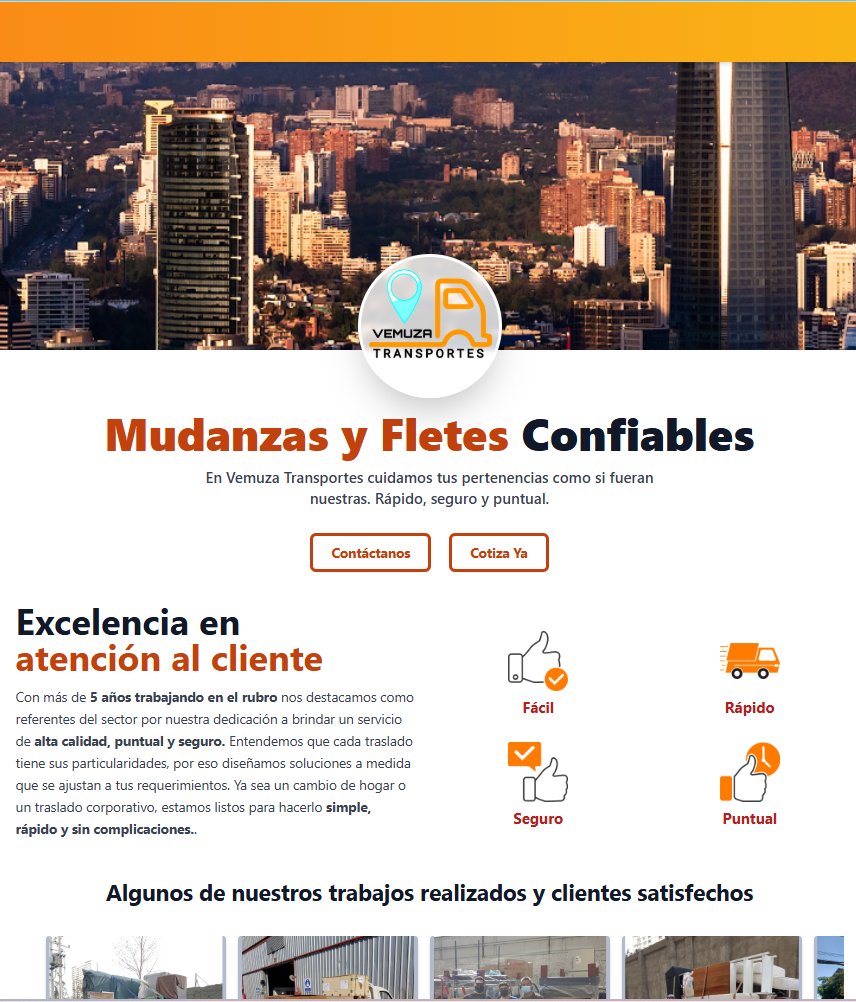 VEMUZA
TRANSPORTES
Mudanzas y Fletes Confiables
En Vemuza Transportes cuidamos tus pertenencias como si fueran
nuestras. Rápido, seguro y puntual.
Contáctanos
Cotiza Ya
Excelencia en
atención al cliente
Con más de 5 años trabajando en el rubro nos destacamos como
referentes del sector por nuestra dedicación a brindar un servicio
de alta calidad, puntual y seguro. Entendemos que cada traslado
tiene sus particularidades, por eso diseñamos soluciones a medida
que se ajustan a tus requerimientos. Ya sea un cambio de hogar o
un traslado corporativo, estamos listos para hacerlo simple,
rápido y sin complicaciones..
Fácil
Rápido
Seguro
Puntual
Algunos de nuestros trabajos realizados y clientes satisfechos